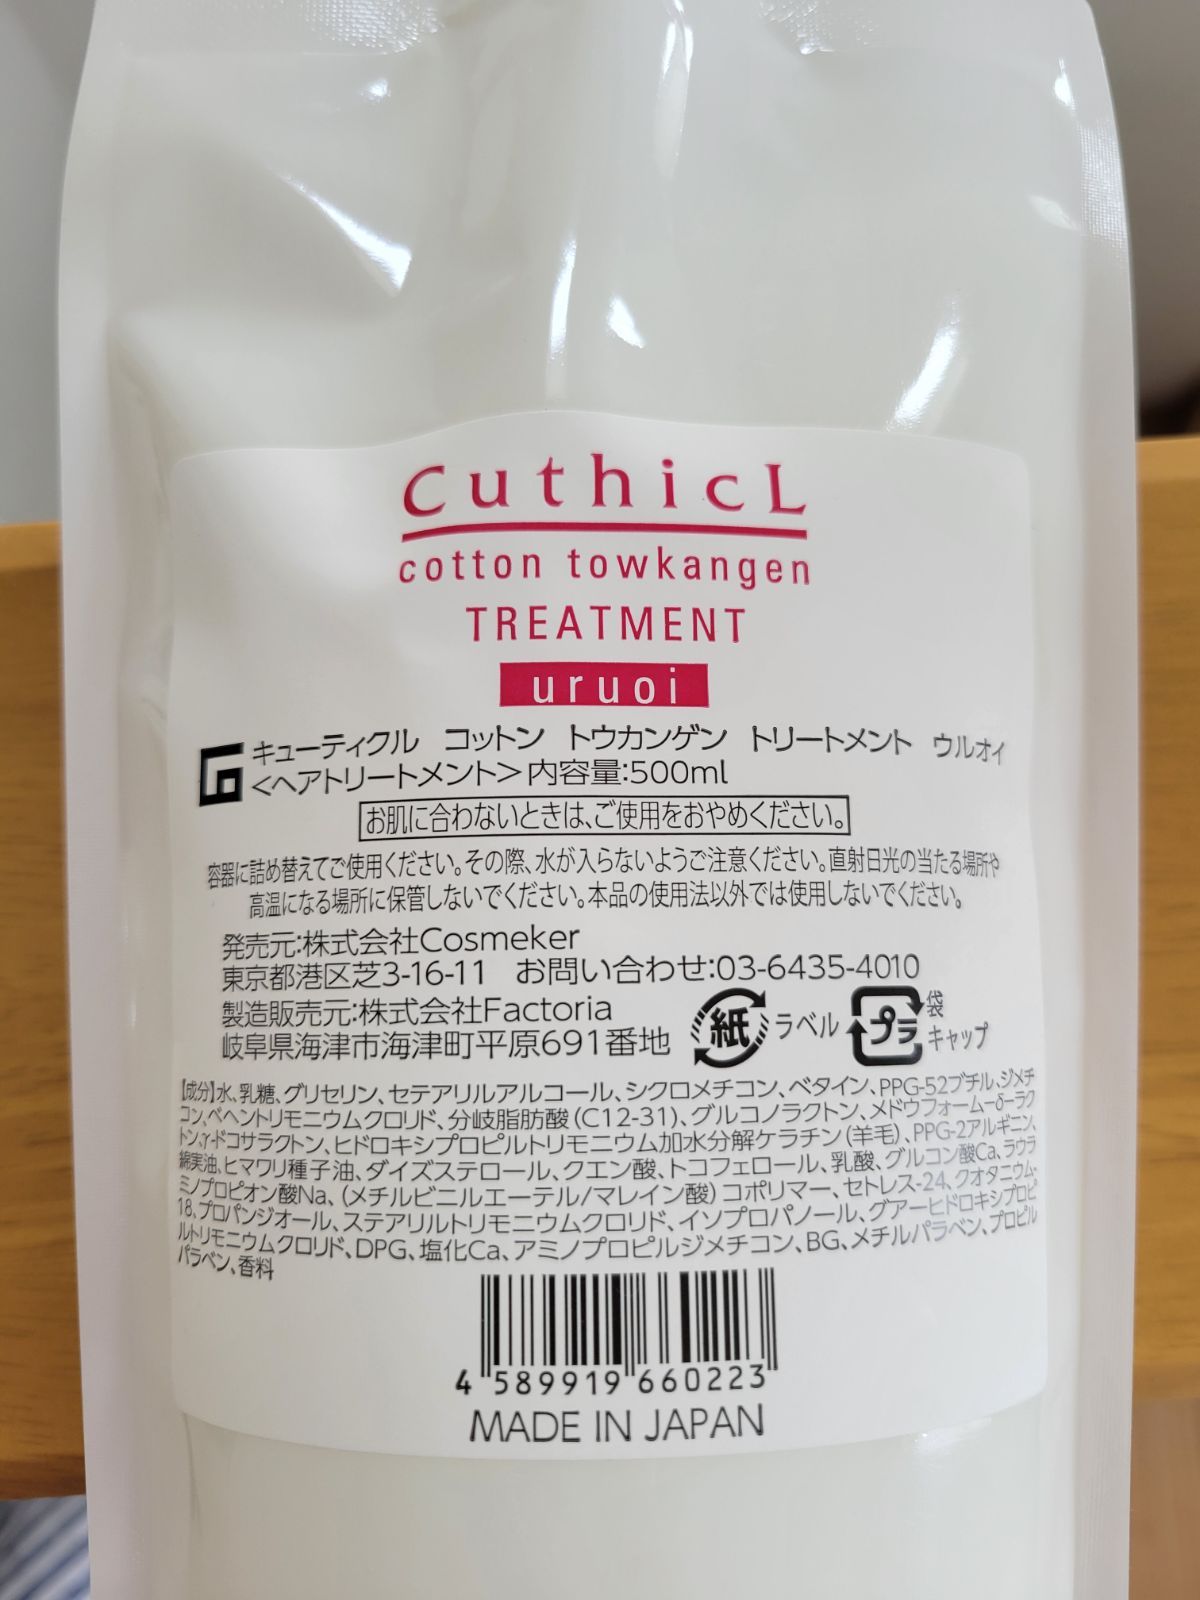 cuthicL
cotton towkangen
TREATMENT
uruoi
キューティクル コットン トウカンゲン トリートメント ウルオイ
<ヘアトリートメント>内容量:500ml
お肌に合わないときは、ご使用をおやめください。
容器に詰め替えてご使用ください。その際、水が入らないようご注意ください。直射日光の当たる場所や
高温になる場所に保管しないでください。本品の使用法以外では使用しないでください。
発売元:株式会社Cosmeker
東京都港区芝3-16-11 お問い合わせ:03-6435-4010
製造販売元:株式会社Factoria
岐阜県海津市海津町平原691番地
紙 ラベル プラ 袋 キャップ
【成分】水、乳糖、グリセリン、セテアリルアルコール、シクロメチコン、ベタイン、PPG-52ブチル、ジメチ
コン、ベヘントリモニウムクロリド、分岐脂肪酸(C12-31)、グルコノラクトン、メドウフォーム-δ-ラク
トン、γ-ドコサラクトン、ヒドロキシプロピルトリモニウム加水分解ケラチン(羊毛)、PPG-2アルギニン、
綿実油、ヒマワリ種子油、ダイズステロール、クエン酸、トコフェロール、乳酸、グルコン酸Ca、ラウラ
ミノプロピオン酸Na、(メチルビニルエーテル/マレイン酸)コポリマー、セトレス-24、クオタニウム-
18、プロパンジオール、ステアリルトリモニウムクロリド、イソプロパノール、グアーヒドロキシプロピ
ルトリモニウムクロリド、DPG、塩化Ca、アミノプロピルジメチコン、BG、メチルパラベン、プロピル
パラベン、香料
4 589919 660223
MADE IN JAPAN